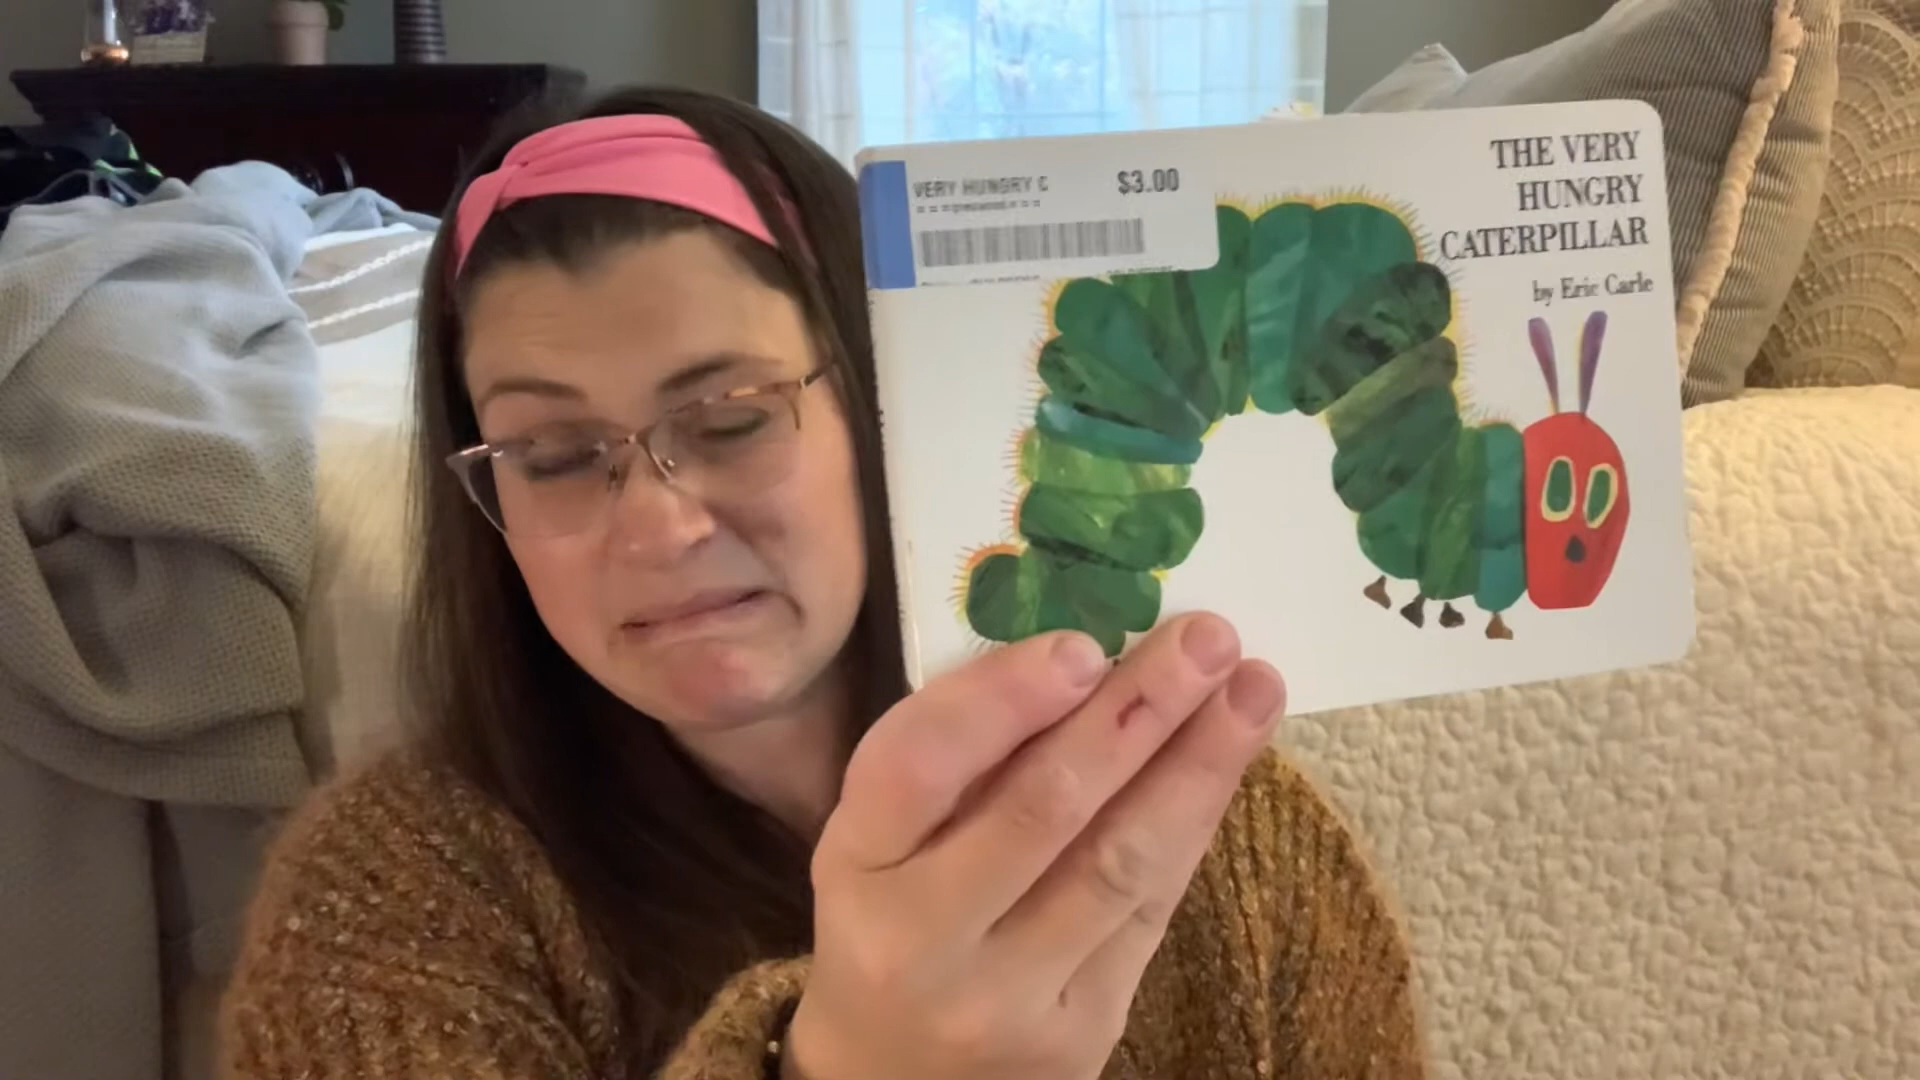 VERY HUNGRY C $3.00
THE VERY
HUNGRY
CATERPILLAR
by Eric Carle